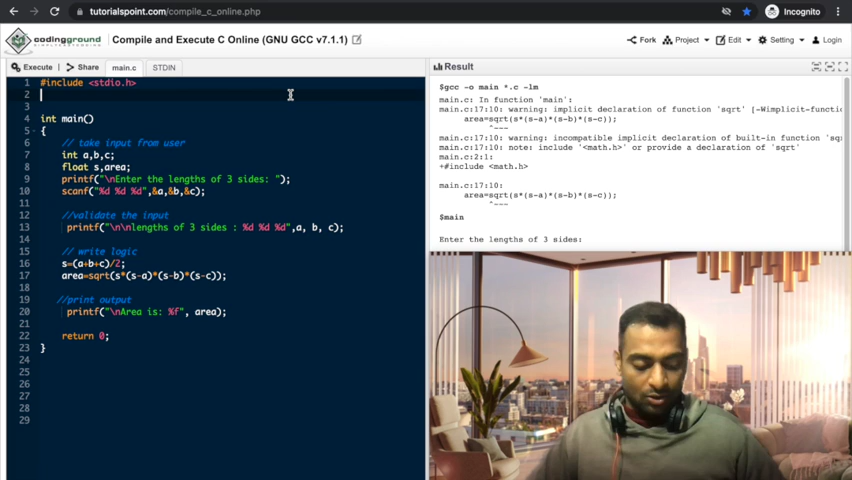 tutorialspoint.com/compile_c_online.php
Incognito
codingground
SIMPLY EASY CODING
Compile and Execute C Online (GNU GCC v7.1.1)
Fork
Project
Edit
Setting
Login
Execute
Share
main.c
STDIN
1 #include <stdio.h>
2
3
4 int main()
5 {
6 // take input from user
7 int a,b,c;
8 float s,area;
9 printf("\nEnter the lengths of 3 sides: ");
10 scanf("%d %d %d",&a,&b,&c);
11
12 //validate the input
13 printf("\n\nlengths of 3 sides : %d %d %d",a, b, c);
14
15 // write logic
16 s=(a+b+c)/2;
17 area=sqrt(s*(s-a)*(s-b)*(s-c));
18
19 //print output
20 printf("\nArea is: %f", area);
21
22 return 0;
23 }
24
25
26
27
28
29
Result
$gcc -o main *.c -lm
main.c: In function 'main':
main.c:17:10: warning: implicit declaration of function 'sqrt' [-Wimplicit-functio
area=sqrt(s*(s-a)*(s-b)*(s-c));
^~~~
main.c:17:10: warning: incompatible implicit declaration of built-in function 'sq
main.c:17:10: note: include '<math.h>' or provide a declaration of 'sqrt'
main.c:2:1:
+#include <math.h>
main.c:17:10:
area=sqrt(s*(s-a)*(s-b)*(s-c));
^~~~
$main
Enter the lengths of 3 sides: